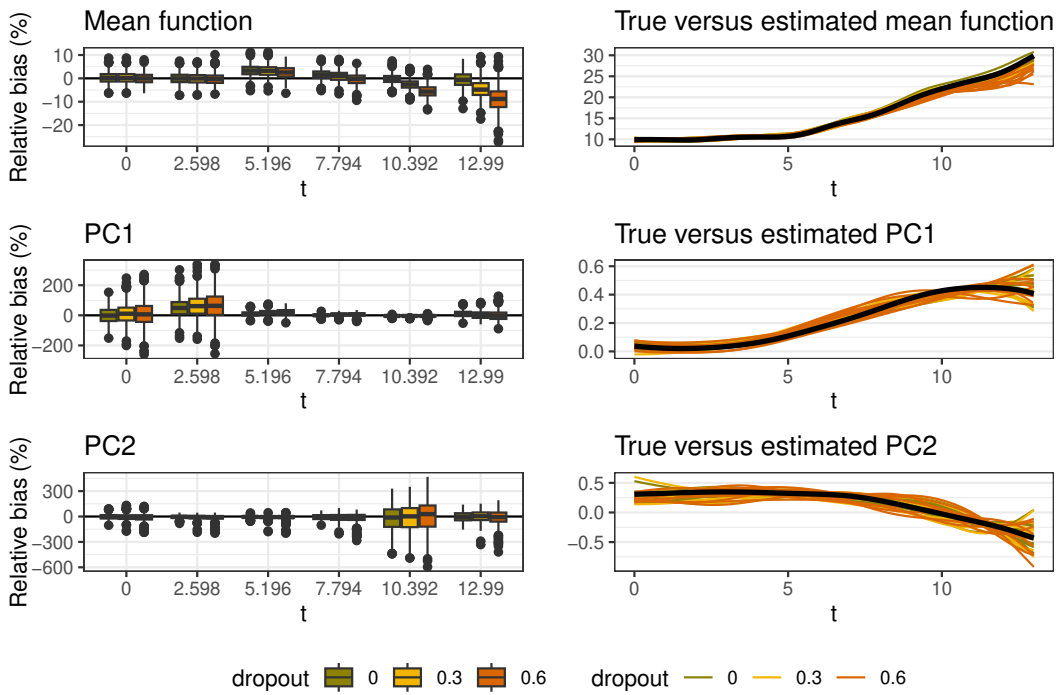 Mean function
Relative bias (%)
10
0
−10
−20
0 2.598 5.196 7.794 10.392 12.99
t
True versus estimated mean function
30
25
20
15
10
0 5 10
t
PC1
Relative bias (%)
200
0
−200
0 2.598 5.196 7.794 10.392 12.99
t
True versus estimated PC1
0.6
0.4
0.2
0.0
0 5 10
t
PC2
Relative bias (%)
300
0
−300
−600
0 2.598 5.196 7.794 10.392 12.99
t
True versus estimated PC2
0.5
0.0
−0.5
0 5 10
t
dropout 0 0.3 0.6
dropout 0 0.3 0.6